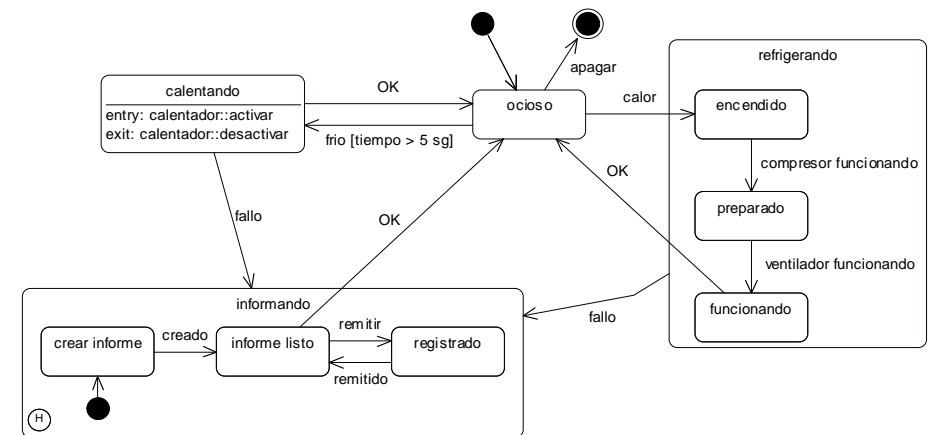 apagar
refrigerando
calentando
entry: calentador::activar
exit: calentador::desactivar
OK
ocioso
calor
encendido
frio [tiempo > 5 sg]
compresor funcionando
OK
preparado
fallo
OK
ventilador funcionando
informando
fallo
funcionando
crear informe
creado
informe listo
remitir
registrado
remitido
H